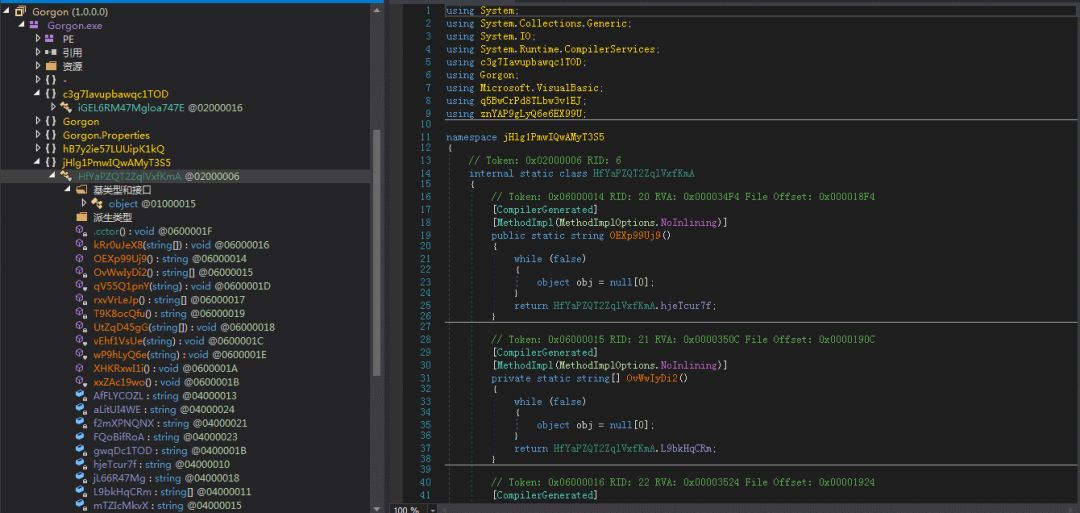 Gorgon (1.0.0.0)
Gorgon.exe
PE
引用
资源
{ } -
{ } c3g7Iavupbawqc1TOD
iGEL6RM47Mgloa747E @02000016
{ } Gorgon
{ } Gorgon.Properties
{ } hB7y2ie57LUUipK1kQ
{ } jHlg1PmwIQwAMyT3S5
HfYaPZQT2ZqlVxfKmA @02000006
基类型和接口
object @01000015
派生类型
.cctor() : void @0600001F
kRr0uJeX8(string[]) : void @06000016
OEXp99Uj9() : string @06000014
OvWwIyDi2() : string[] @06000015
qV55Q1pnY(string) : void @0600001D
rxvVrLeJp() : string[] @06000017
T9K8ocQfu() : string @06000019
UtZqD45gG(string[]) : void @06000018
vEhf1VsUe(string) : void @0600001C
wP9hLyQ6e(string) : void @0600001E
XHKRxwI1i() : void @0600001A
xxZAc19wo() : void @0600001B
AfFLYCOZL : string @04000013
aLitUI4WE : string @04000024
f2mXPNQNX : string @04000021
FQoBifRoA : string @04000023
gwqDc1TOD : string @0400001B
hjeTcur7f : string @04000010
jL66R47Mg : string @04000018
L9bkHqCRm : string[] @04000011
mTZIcMkvX : string @04000015
1 using System;
2 using System.Collections.Generic;
3 using System.IO;
4 using System.Runtime.CompilerServices;
5 using c3g7Iavupbawqc1TOD;
6 using Gorgon;
7 using Microsoft.VisualBasic;
8 using q5BwCrPd8TLbw3v1HJ;
9 using znYAP9gLyQ6e6HX99U;
10
11 namespace jHlg1PmwIQwAMyT3S5
12 {
13 // Token: 0x02000006 RID: 6
14 internal static class HfYaPZQT2ZqlVxfKmA
15 {
16 // Token: 0x06000014 RID: 20 RVA: 0x000034F4 File Offset: 0x000018F4
17 [CompilerGenerated]
18 [MethodImpl(MethodImplOptions.NoInlining)]
19 public static string OEXp99Uj9()
20 {
21 while (false)
22 {
23 object obj = null[0];
24 }
25 return HfYaPZQT2ZqlVxfKmA.hjeTcur7f;
26 }
27
28 // Token: 0x06000015 RID: 21 RVA: 0x0000350C File Offset: 0x0000190C
29 [CompilerGenerated]
30 [MethodImpl(MethodImplOptions.NoInlining)]
31 private static string[] OvWwIyDi2()
32 {
33 while (false)
34 {
35 object obj = null[0];
36 }
37 return HfYaPZQT2ZqlVxfKmA.L9bkHqCRm;
38 }
39
40 // Token: 0x06000016 RID: 22 RVA: 0x00003524 File Offset: 0x00001924
41 [CompilerGenerated]
100 %